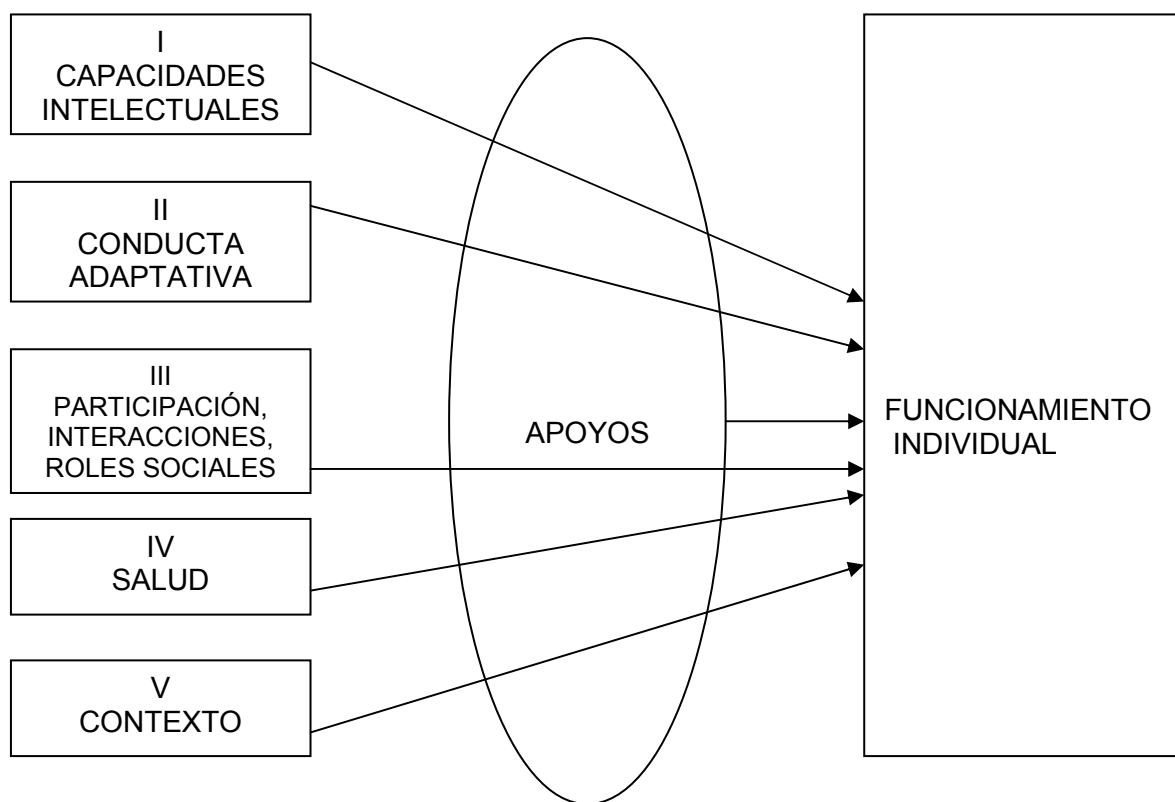 I
CAPACIDADES
INTELECTUALES
II
CONDUCTA
ADAPTATIVA
III
PARTICIPACIÓN,
INTERACCIONES,
ROLES SOCIALES
IV
SALUD
V
CONTEXTO
APOYOS
FUNCIONAMIENTO
INDIVIDUAL